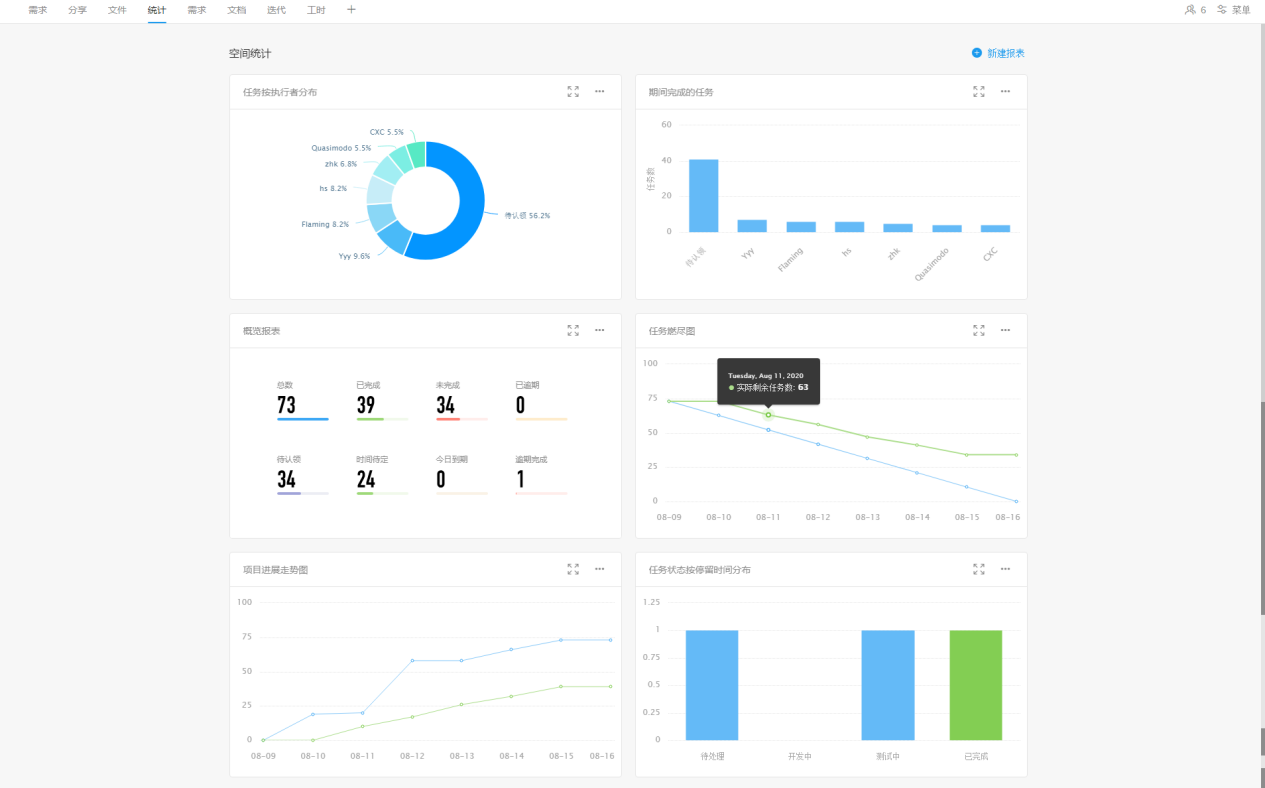 需求 分享 文件 统计 需求 文档 迭代 工时 + 6 菜单
空间统计 新建报表
任务按执行者分布
CXC 5.5%
Quasimodo 5.5%
zhk 6.8%
hs 8.2%
待认领 56.2%
Flaming 8.2%
Yyy 9.6%
期间完成的任务
60
40
20
0
任务数
待认领 Yyy Flaming hs zhk Quasimodo CXC
概览报表
总数 已完成 未完成 已逾期
73 39 34 0
待认领 时间待定 今日到期 逾期完成
34 24 0 1
任务燃尽图
100
75
50
25
0
Tuesday, Aug 11, 2020
实际剩余任务数: 63
08-09 08-10 08-11 08-12 08-13 08-14 08-15 08-16
项目进展走势图
100
75
50
25
0
08-09 08-10 08-11 08-12 08-13 08-14 08-15 08-16
任务状态按停留时间分布
1.25
1
0.75
0.5
0.25
0
待处理 开发中 测试中 已完成